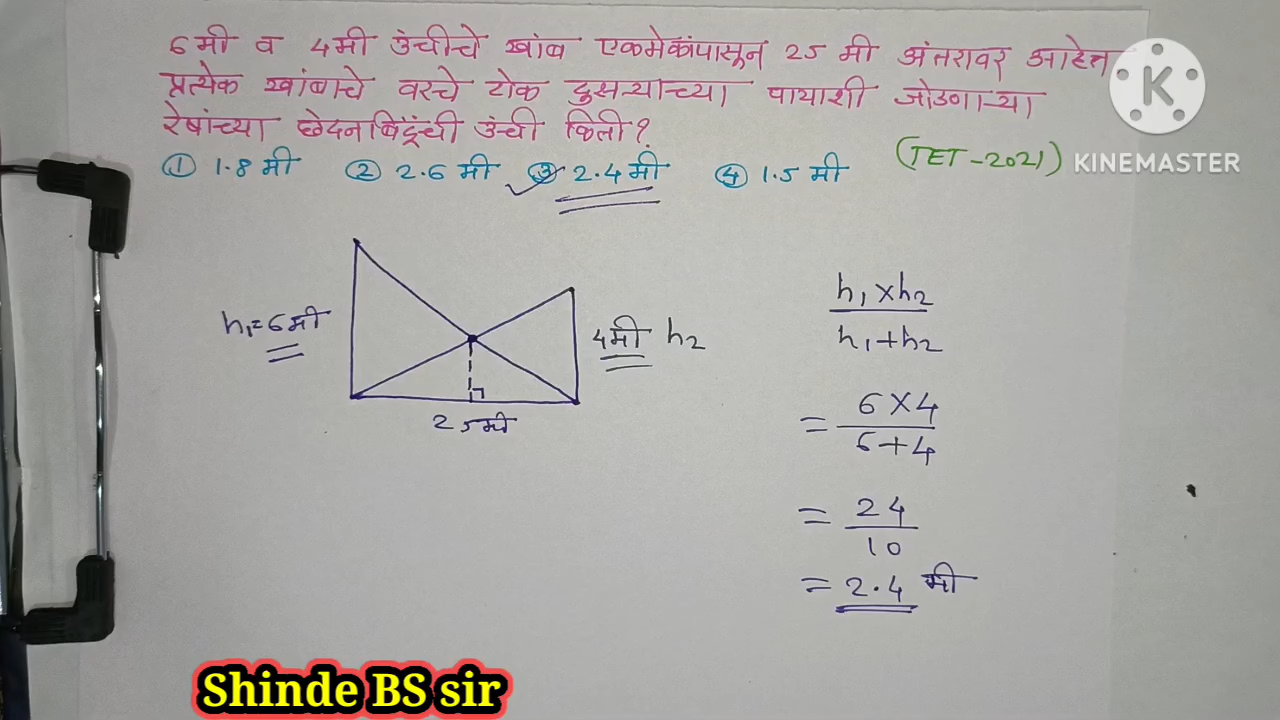 6मी व 4मी उंचीचे खांब एकमेकांपासून 25 मी अंतरावर आहेत
प्रत्येक खांबाचे वरचे टोक दुसऱ्याच्या पायाशी जोडणाऱ्या
रेषांच्या छेदनबिंदूंची उंची किती?
(TET-2021)
① 1.8 मी ② 2.6 मी ③ 2.4 मी ④ 1.5 मी
K
KINEMASTER
h₁=6मी
4मी h₂
25मी
h₁×h₂
h₁+h₂
= 6×4
6+4
= 24
10
= 2.4 मी
Shinde BS sir